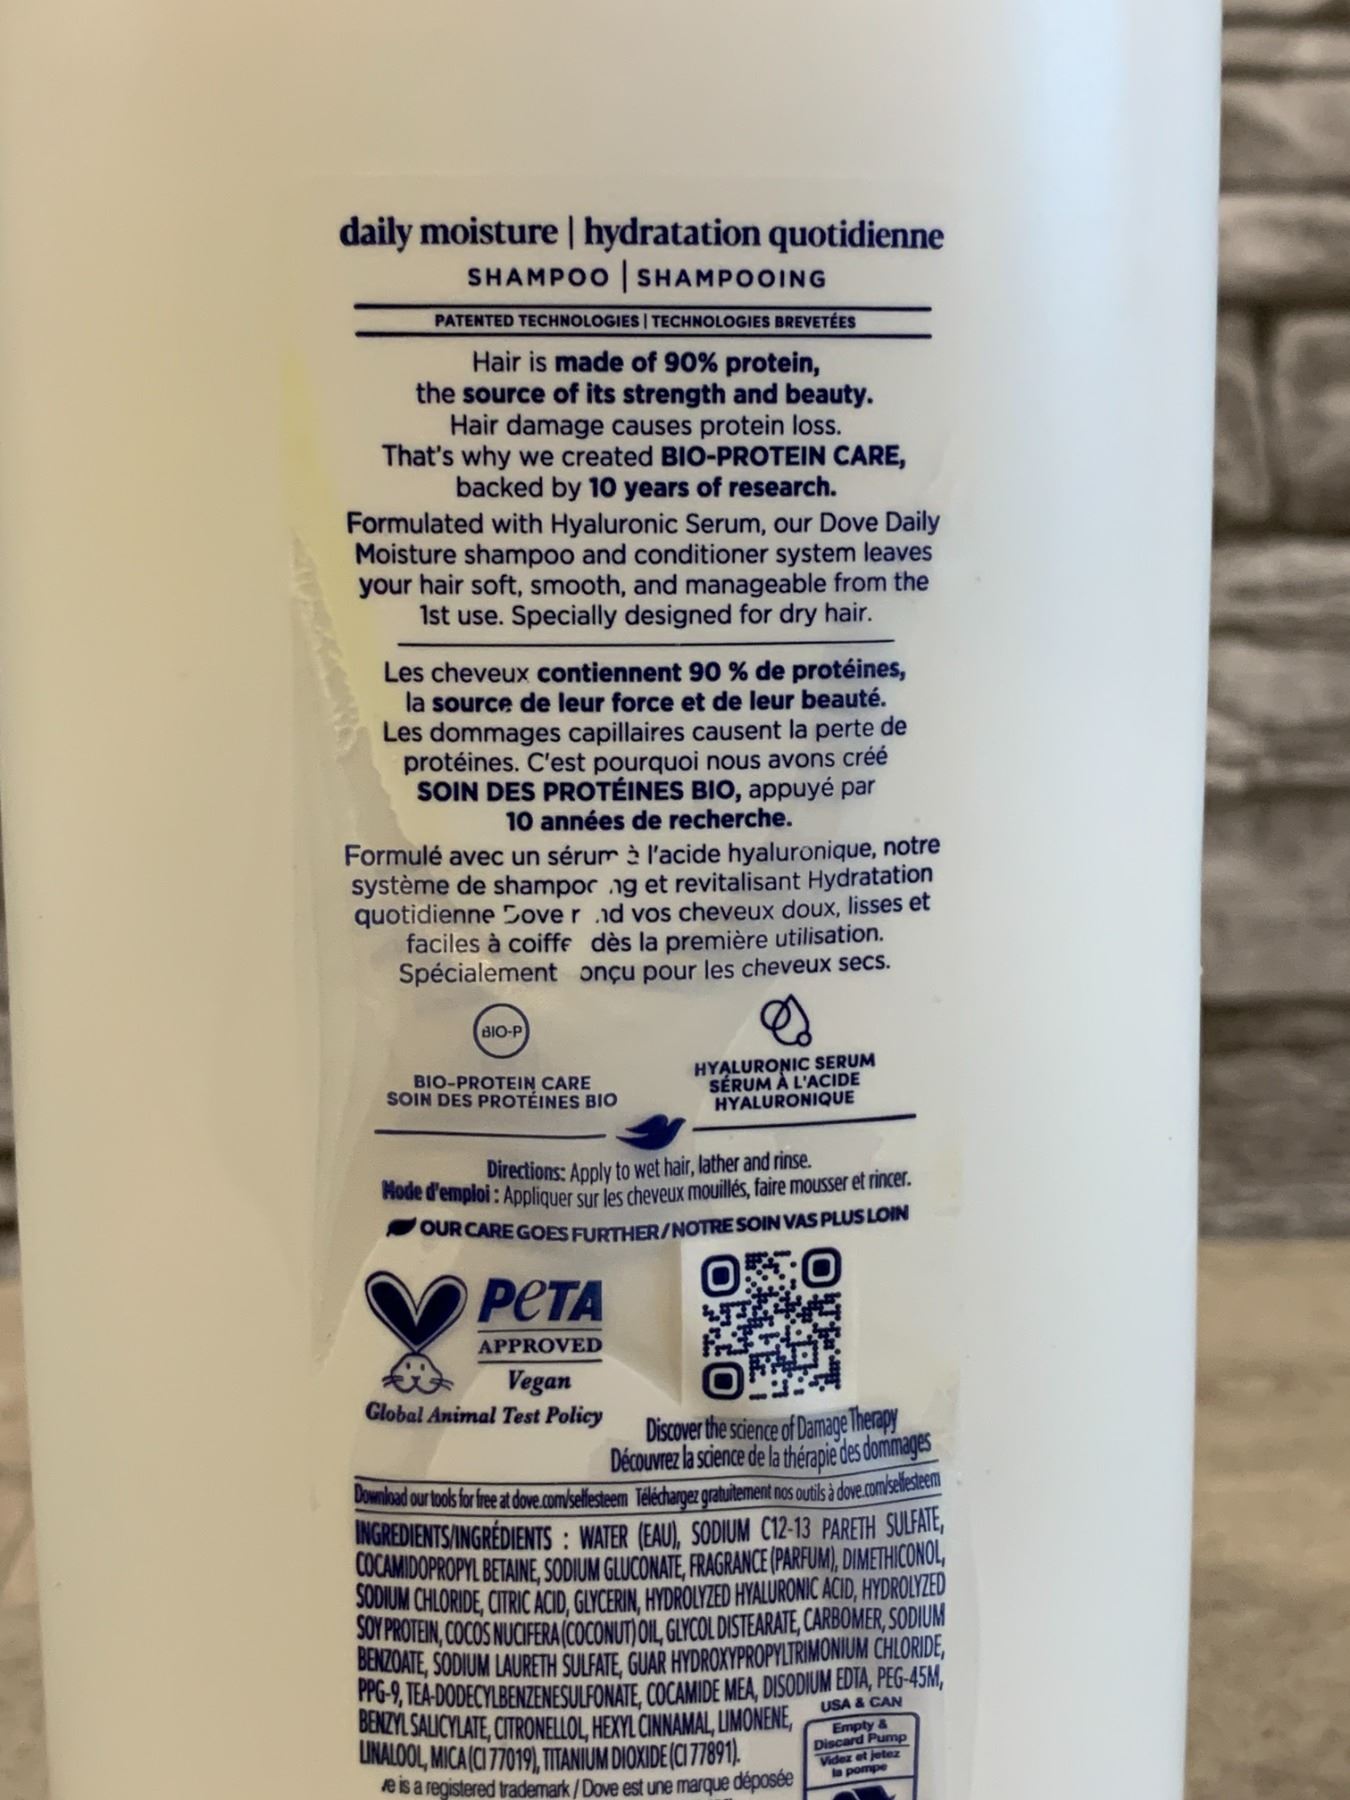 daily moisture | hydratation quotidienne
SHAMPOO | SHAMPOOING
PATENTED TECHNOLOGIES | TECHNOLOGIES BREVETÉES
Hair is made of 90% protein,
the source of its strength and beauty.
Hair damage causes protein loss.
That's why we created BIO-PROTEIN CARE,
backed by 10 years of research.
Formulated with Hyaluronic Serum, our Dove Daily
Moisture shampoo and conditioner system leaves
your hair soft, smooth, and manageable from the
1st use. Specially designed for dry hair.
Les cheveux contiennent 90 % de protéines,
la source de leur force et de leur beauté.
Les dommages capillaires causent la perte de
protéines. C'est pourquoi nous avons créé
SOIN DES PROTÉINES BIO, appuyé par
10 années de recherche.
Formulé avec un sérum à l'acide hyaluronique, notre
système de et revitalisant Hydratation
quotidienne Dove vos cheveux doux, lisses et
faciles à dès la première utilisation.
Spécialement pour les cheveux secs.
BIO-P
BIO-PROTEIN CARE
SOIN DES PROTÉINES BIO
HYALURONIC SERUM
SÉRUM À L'ACIDE
HYALURONIQUE
Directions: Apply to wet hair, lather and rinse.
Mode d'emploi : Appliquer sur les cheveux mouillés, faire mousser et rincer.
OUR CARE GOES FURTHER/NOTRE SOIN VAS PLUS LOIN
PETA
APPROVED
Vegan
Global Animal Test Policy
Discover the science of Damage Therapy
Découvrez la science de la thérapie des dommages
Download our tools for free at dove.com/selfesteem Téléchargez gratuitement nos outils à dove.com/selfesteem
INGREDIENTS/INGRÉDIENTS : WATER (EAU), SODIUM C12-13 PARETH SULFATE,
COCAMIDOPROPYL BETAINE, SODIUM GLUCONATE, FRAGRANCE (PARFUM), DIMETHICONOL,
SODIUM CHLORIDE, CITRIC ACID, GLYCERIN, HYDROLYZED HYALURONIC ACID, HYDROLYZED
SOY PROTEIN, COCOS NUCIFERA (COCONUT) OIL, GLYCOL DISTEARATE, CARBOMER, SODIUM
BENZOATE, SODIUM LAURETH SULFATE, GUAR HYDROXYPROPYLTRIMONIUM CHLORIDE,
PPG-9, TEA-DODECYLBENZENESULFONATE, COCAMIDE MEA, DISODIUM EDTA, PEG-45M,
BENZYL SALICYLATE, CITRONELLOL, HEXYL CINNAMAL, LIMONENE,
LINALOOL, MICA (CI 77019), TITANIUM DIOXIDE (CI 77891).
is a registered trademark / Dove est une marque déposée
USA & CAN
Empty &
Discard Pump
Videz et jetez
la pompe